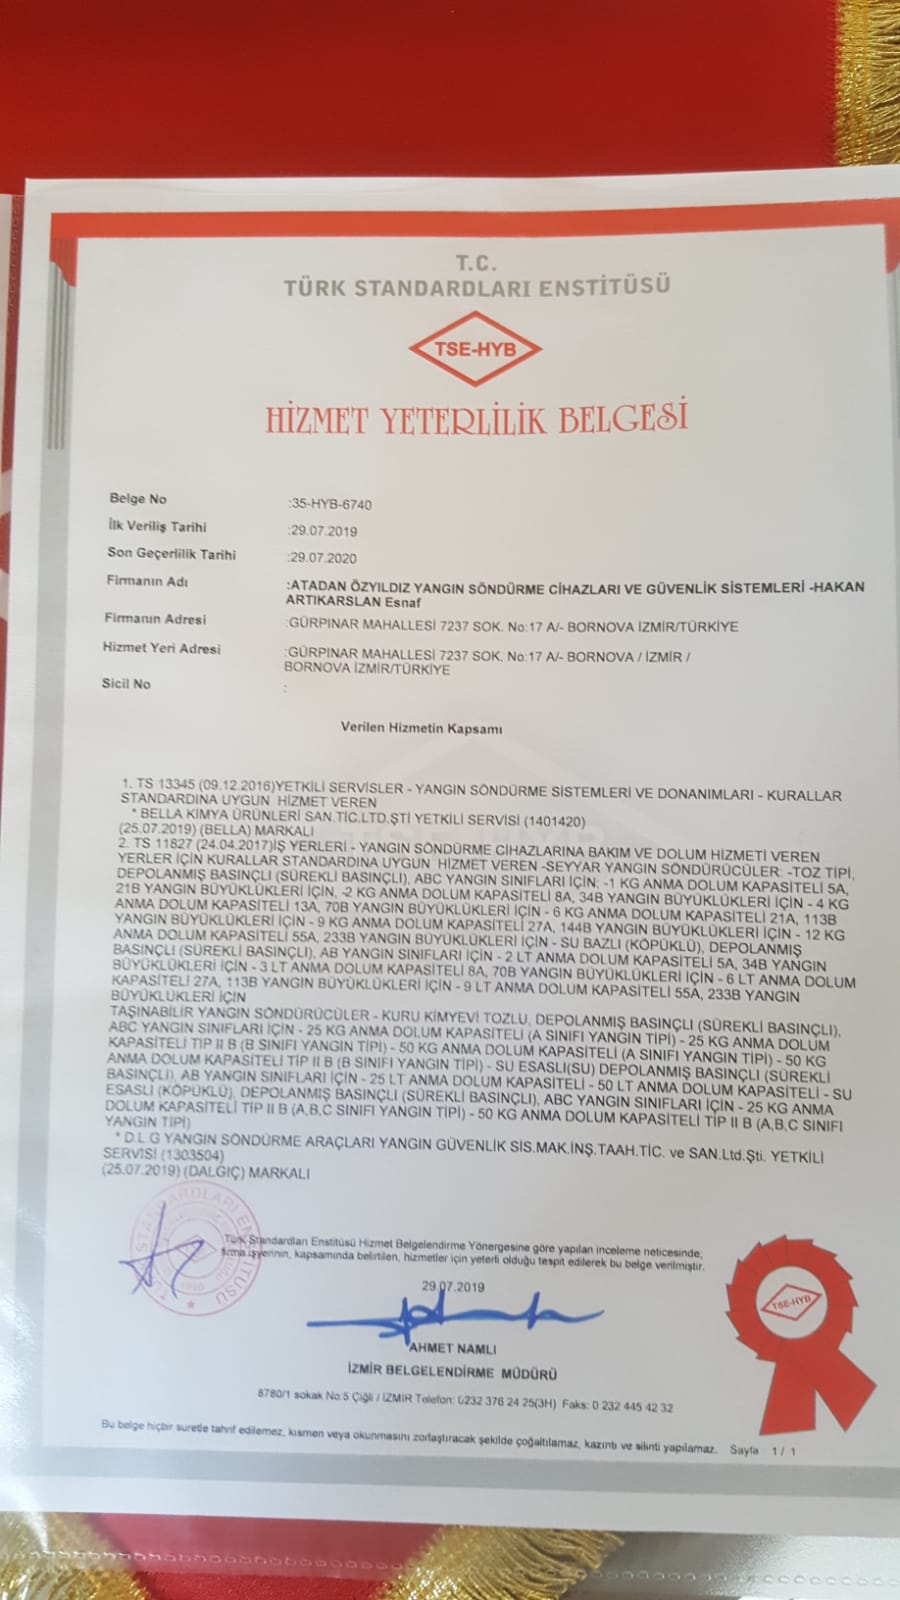 T.C.
TÜRK STANDARDLARI ENSTİTÜSÜ
TSE-HYB
HİZMET YETERLİLİK BELGESİ
Belge No :35-HYB-6740
İlk Veriliş Tarihi :29.07.2019
Son Geçerlilik Tarihi :29.07.2020
Firmanın Adı :ATADAN ÖZYILDIZ YANGIN SÖNDÜRME CİHAZLARI VE GÜVENLİK SİSTEMLERİ -HAKAN
ARTIKARSLAN Esnaf
Firmanın Adresi :GÜRPINAR MAHALLESİ 7237 SOK. No:17 A/- BORNOVA İZMİR/TÜRKİYE
Hizmet Yeri Adresi :GÜRPINAR MAHALLESİ 7237 SOK. No:17 A/- BORNOVA / İZMİR /
BORNOVA İZMİR/TÜRKİYE
Sicil No :
Verilen Hizmetin Kapsamı
1. TS 13345 (09.12.2016)YETKİLİ SERVİSLER - YANGIN SÖNDÜRME SİSTEMLERİ VE DONANIMLARI - KURALLAR
STANDARDINA UYGUN HİZMET VEREN
* BELLA KİMYA ÜRÜNLERİ SAN.TİC.LTD.ŞTİ YETKİLİ SERVİSİ (1401420)
(25.07.2019) (BELLA) MARKALI
2. TS 11827 (24.04.2017)İŞ YERLERİ - YANGIN SÖNDÜRME CİHAZLARINA BAKIM VE DOLUM HİZMETİ VEREN
YERLER İÇİN KURALLAR STANDARDINA UYGUN HİZMET VEREN -SEYYAR YANGIN SÖNDÜRÜCÜLER: -TOZ TİPİ,
DEPOLANMIŞ BASINÇLI (SÜREKLİ BASINÇLI), ABC YANGIN SINIFLARI İÇİN; -1 KG ANMA DOLUM KAPASİTELİ 5A,
21B YANGIN BÜYÜKLÜKLERİ İÇİN, -2 KG ANMA DOLUM KAPASİTELİ 8A, 34B YANGIN BÜYÜKLÜKLERİ İÇİN - 4 KG
ANMA DOLUM KAPASİTELİ 13A, 70B YANGIN BÜYÜKLÜKLERİ İÇİN - 6 KG ANMA DOLUM KAPASİTELİ 21A, 113B
YANGIN BÜYÜKLÜKLERİ İÇİN - 9 KG ANMA DOLUM KAPASİTELİ 27A, 144B YANGIN BÜYÜKLÜKLERİ İÇİN - 12 KG
ANMA DOLUM KAPASİTELİ 55A, 233B YANGIN BÜYÜKLÜKLERİ İÇİN - SU BAZLI (KÖPÜKLÜ), DEPOLANMIŞ
BASINÇLI (SÜREKLİ BASINÇLI), AB YANGIN SINIFLARI İÇİN - 2 LT ANMA DOLUM KAPASİTELİ 5A, 34B YANGIN
BÜYÜKLÜKLERİ İÇİN - 3 LT ANMA DOLUM KAPASİTELİ 8A, 70B YANGIN BÜYÜKLÜKLERİ İÇİN - 6 LT ANMA DOLUM
KAPASİTELİ 27A, 113B YANGIN BÜYÜKLÜKLERİ İÇİN - 9 LT ANMA DOLUM KAPASİTELİ 55A, 233B YANGIN
BÜYÜKLÜKLERİ İÇİN
TAŞINABİLİR YANGIN SÖNDÜRÜCÜLER - KURU KİMYEVİ TOZLU, DEPOLANMIŞ BASINÇLI (SÜREKLİ BASINÇLI),
ABC YANGIN SINIFLARI İÇİN - 25 KG ANMA DOLUM KAPASİTELİ (A SINIFI YANGIN TİPİ) - 25 KG ANMA DOLUM
KAPASİTELİ TİP II B (B SINIFI YANGIN TİPİ) - 50 KG ANMA DOLUM KAPASİTELİ (A SINIFI YANGIN TİPİ) - 50 KG
ANMA DOLUM KAPASİTELİ TİP II B (B SINIFI YANGIN TİPİ) - SU ESASLI(SU) DEPOLANMIŞ BASINÇLI (SÜREKLİ
BASINÇLI), AB YANGIN SINIFLARI İÇİN - 25 LT ANMA DOLUM KAPASİTELİ - 50 LT ANMA DOLUM KAPASİTELİ - SU
ESASLI (KÖPÜKLÜ), DEPOLANMIŞ BASINÇLI (SÜREKLİ BASINÇLI), ABC YANGIN SINIFLARI İÇİN - 25 KG ANMA
DOLUM KAPASİTELİ TİP II B (A,B,C SINIFI YANGIN TİPİ) - 50 KG ANMA DOLUM KAPASİTELİ TİP II B (A,B,C SINIFI
YANGIN TİPİ)
* D.L.G YANGIN SÖNDÜRME ARAÇLARI YANGIN GÜVENLİK SİS.MAK.İNŞ.TAAH.TİC. ve SAN.Ltd.Şti. YETKİLİ
SERVİSİ (1303504)
(25.07.2019) (DALGIÇ) MARKALI
Türk Standardları Enstitüsü Hizmet Belgelendirme Yönergesine göre yapılan inceleme neticesinde;
firma işyerinin, kapsamında belirtilen, hizmetler için yeterli olduğu tespit edilerek bu belge verilmiştir.
29.07.2019
AHMET NAMLI
İZMİR BELGELENDİRME MÜDÜRÜ
TSE-HYB
8780/1 sokak No:5 Çiğli / İZMİR Telefon: 0232 376 24 25(3H) Faks: 0 232 445 42 32
Bu belge hiçbir suretle tahrif edilemez, kısmen veya okunmasını zorlaştıracak şekilde çoğaltılamaz, kazıntı ve silinti yapılamaz. Sayfa 1 / 1